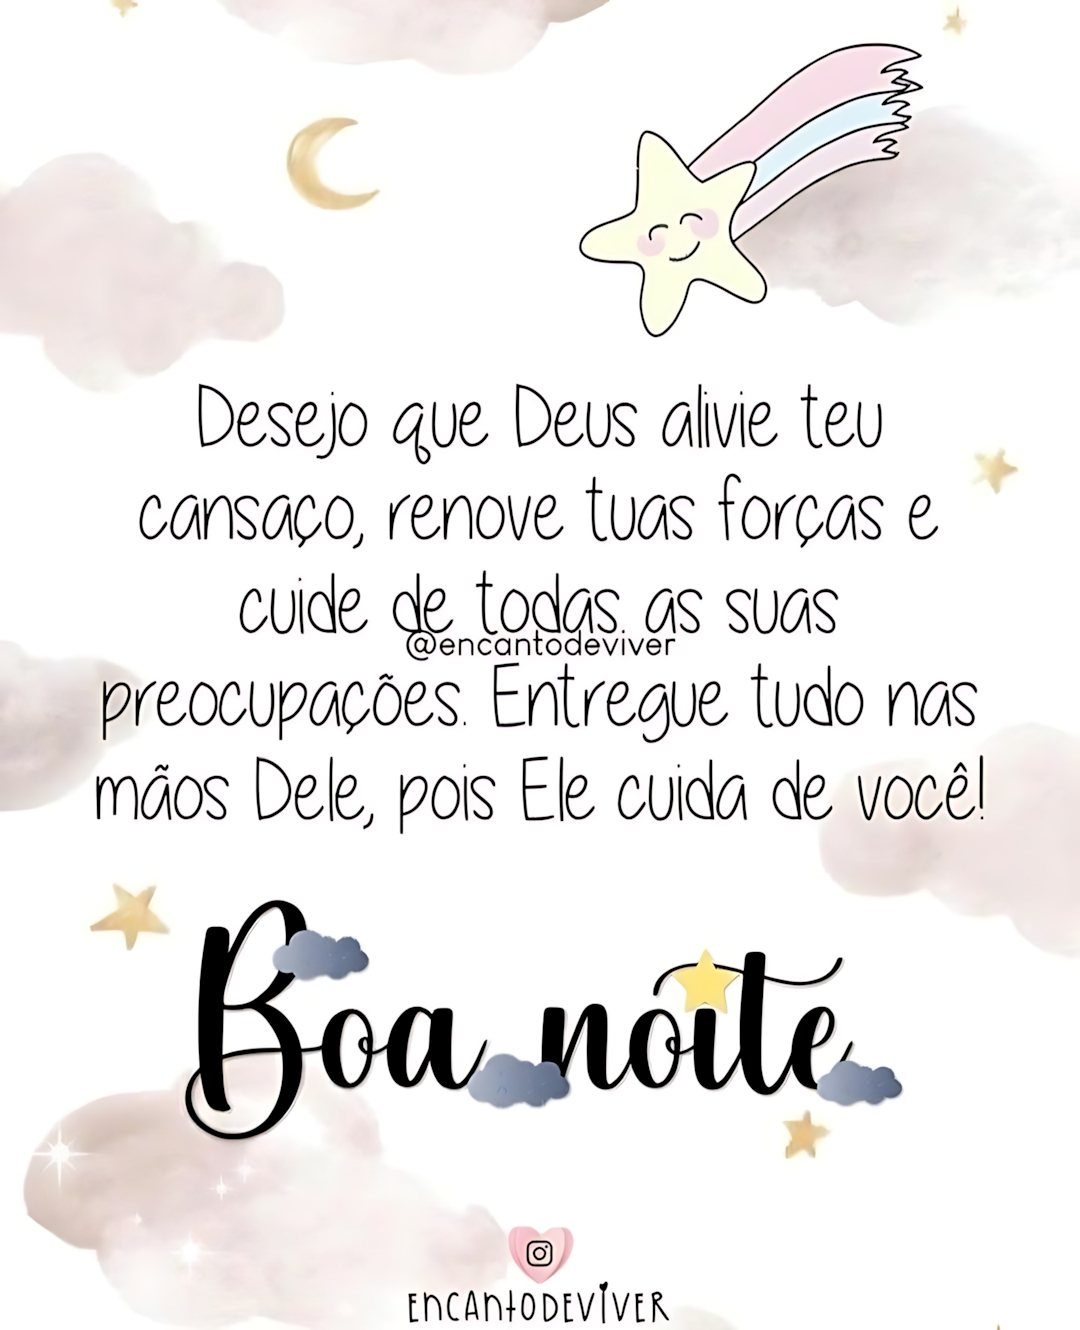 Desejo que Deus alivie teu
cansaço, renove tuas forças e
cuide de todas as suas
@encantodeviver
preocupações. Entregue tudo nas
mãos Dele, pois Ele cuida de você!
Boa noite
ENCANTODEVIVER